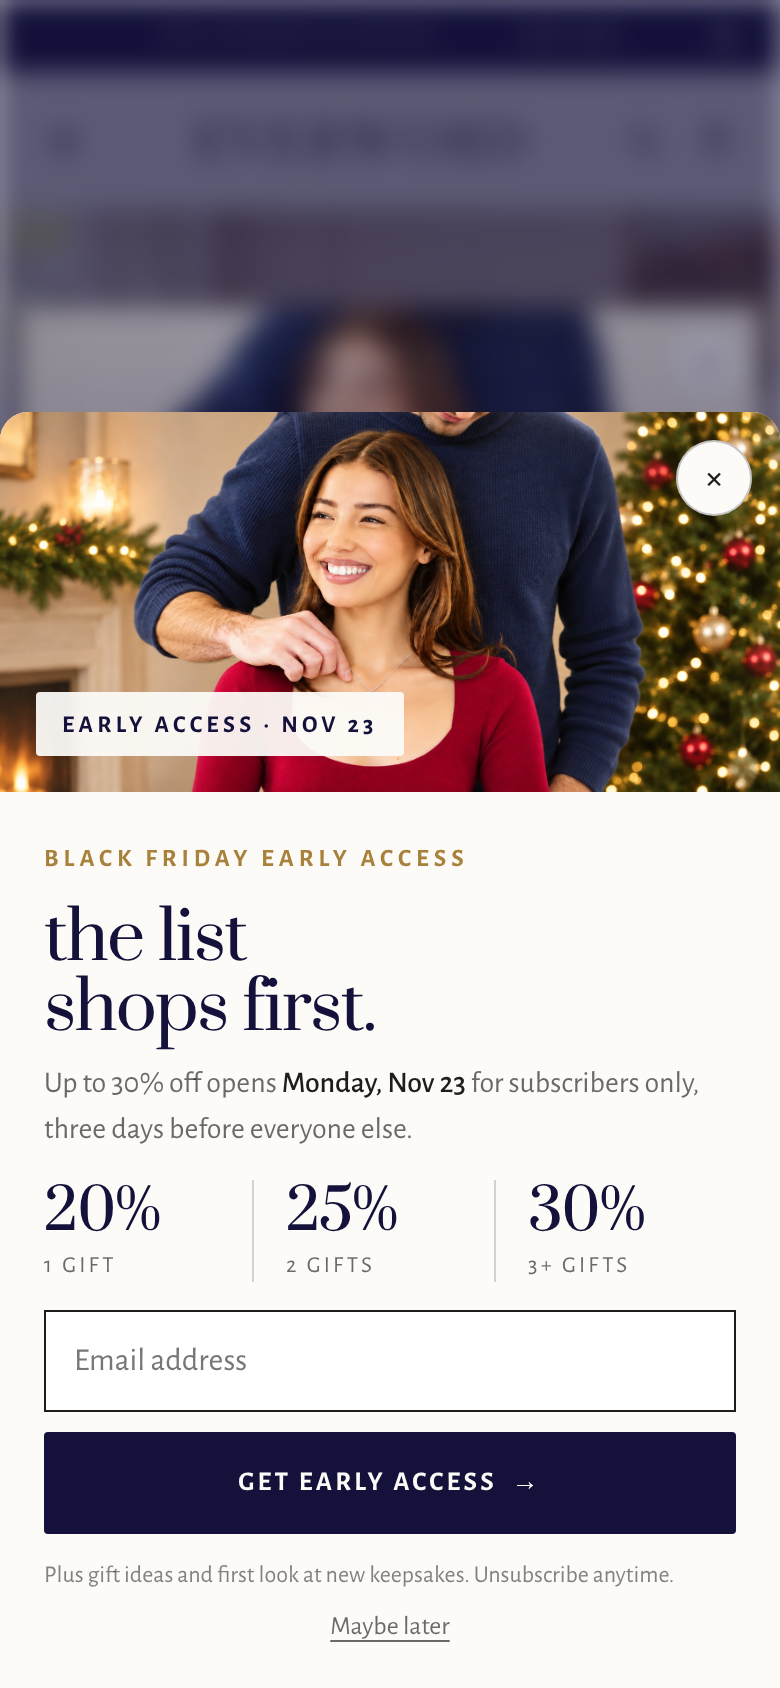 EARLY ACCESS · NOV 23
BLACK FRIDAY EARLY ACCESS
the list
shops first.
Up to 30% off opens Monday, Nov 23 for subscribers only,
three days before everyone else.
20% 25% 30%
1 GIFT 2 GIFTS 3+ GIFTS
Email address
GET EARLY ACCESS →
Plus gift ideas and first look at new keepsakes. Unsubscribe anytime.
Maybe later